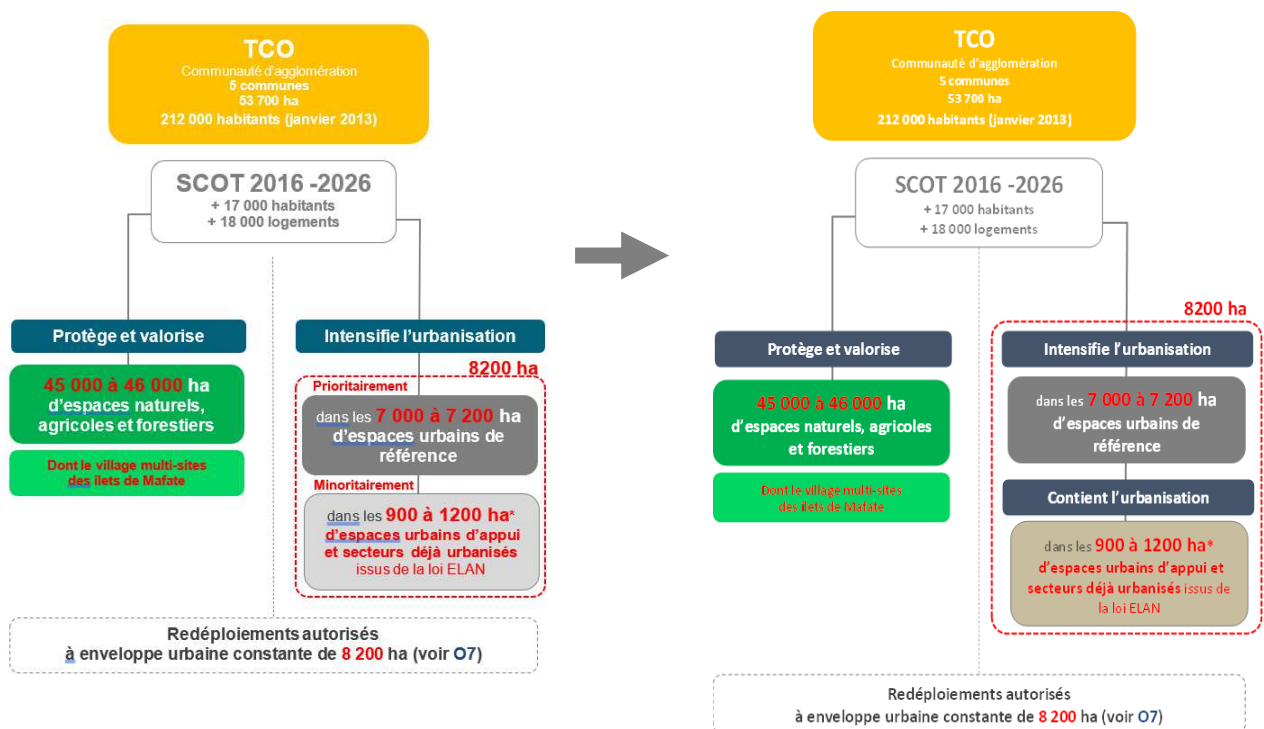 TCO
Communauté d'agglomération
5 communes
53 700 ha
212 000 habitants (janvier 2013)
SCOT 2016 -2026
+ 17 000 habitants
+ 18 000 logements
Protège et valorise
45 000 à 46 000 ha
d'espaces naturels,
agricoles et forestiers
Dont le village multi-sites
des îlets de Mafate
Intensifie l'urbanisation
8200 ha
Prioritairement
dans les 7 000 à 7 200 ha
d'espaces urbains de
référence
Minoritairement
dans les 900 à 1200 ha*
d'espaces urbains d'appui
et secteurs déjà urbanisés
issus de la loi ELAN
Redéploiements autorisés
à enveloppe urbaine constante de 8 200 ha (voir O7)
TCO
Communauté d'agglomération
5 communes
53 700 ha
212 000 habitants (janvier 2013)
SCOT 2016 -2026
+ 17 000 habitants
+ 18 000 logements
Protège et valorise
45 000 à 46 000 ha
d'espaces naturels, agricoles
et forestiers
Dont le village multi-sites
des îlets de Mafate
8200 ha
Intensifie l'urbanisation
dans les 7 000 à 7 200 ha
d'espaces urbains de
référence
Contient l'urbanisation
dans les 900 à 1200 ha*
d'espaces urbains d'appui et
secteurs déjà urbanisés issus de
la loi ELAN
Redéploiements autorisés
à enveloppe urbaine constante de 8 200 ha (voir O7)